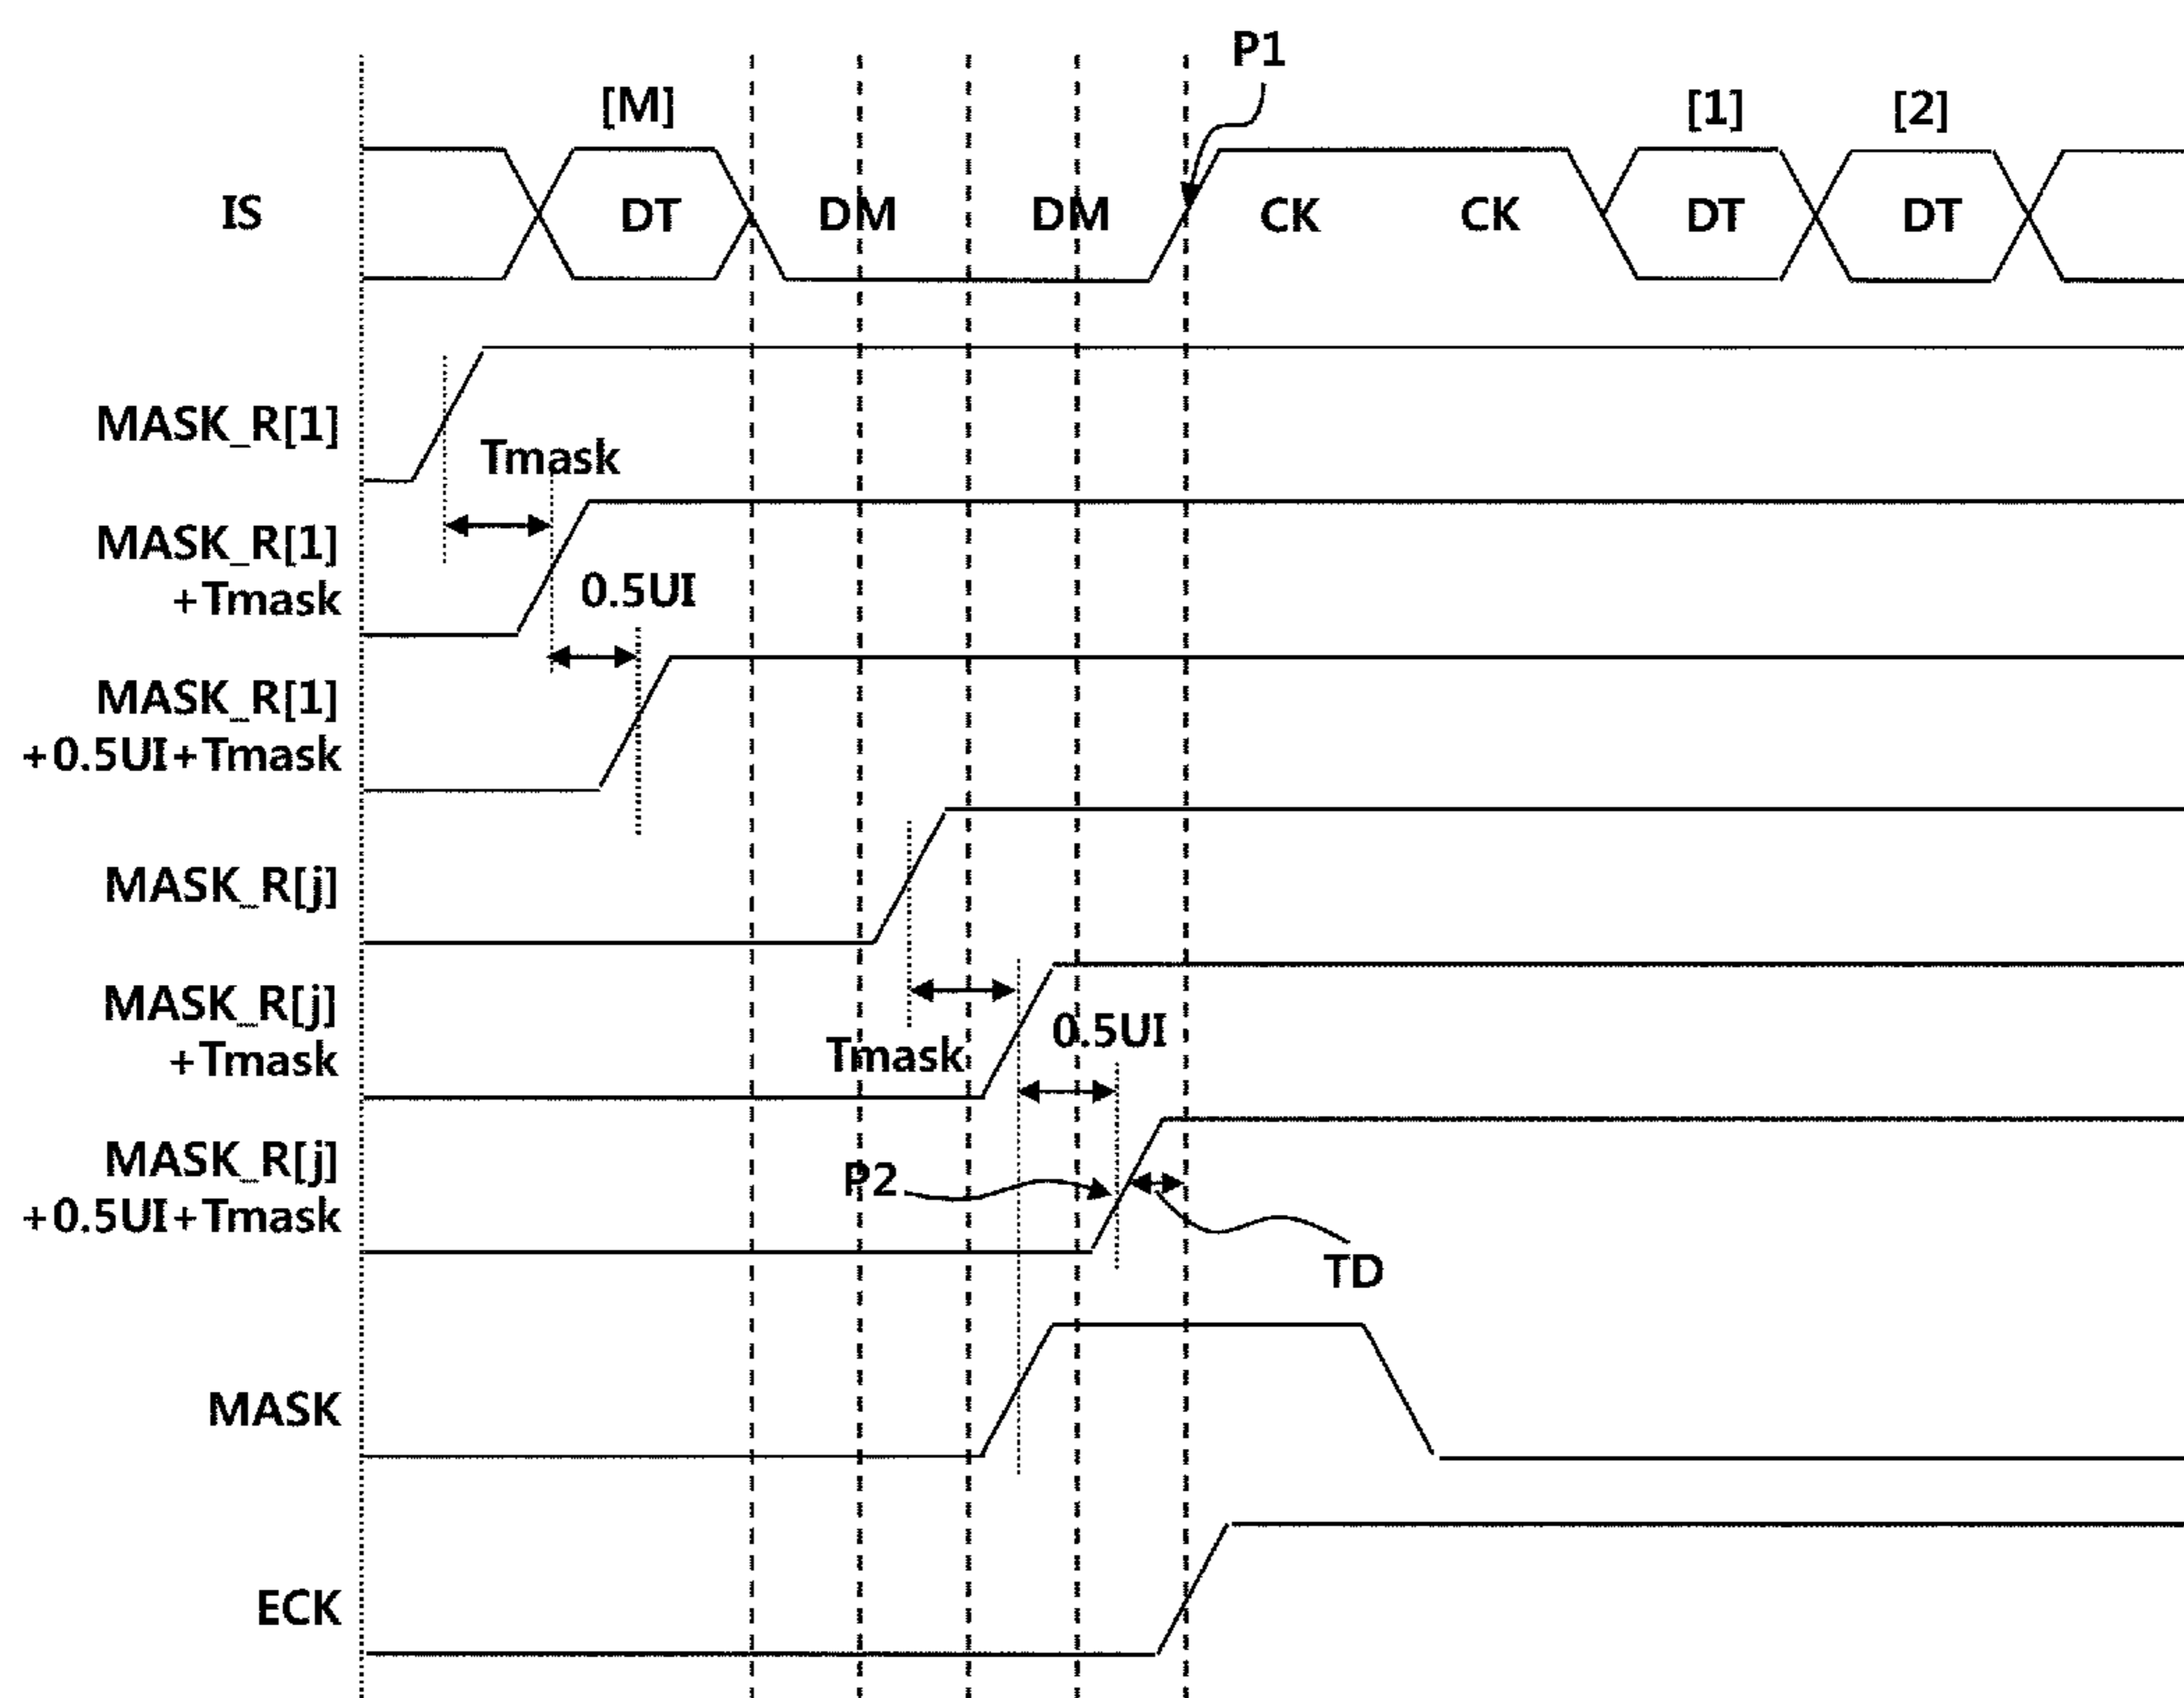 P1
[M] [1] [2]
IS DT DM DM CK CK DT DT
MASK_R[1]
Tmask
MASK_R[1]
+Tmask
0.5UI
MASK_R[1]
+0.5UI+Tmask
MASK_R[j]
MASK_R[j]
+Tmask
0.5UI
Tmask
MASK_R[j]
+0.5UI+Tmask
P2
TD
MASK
ECK